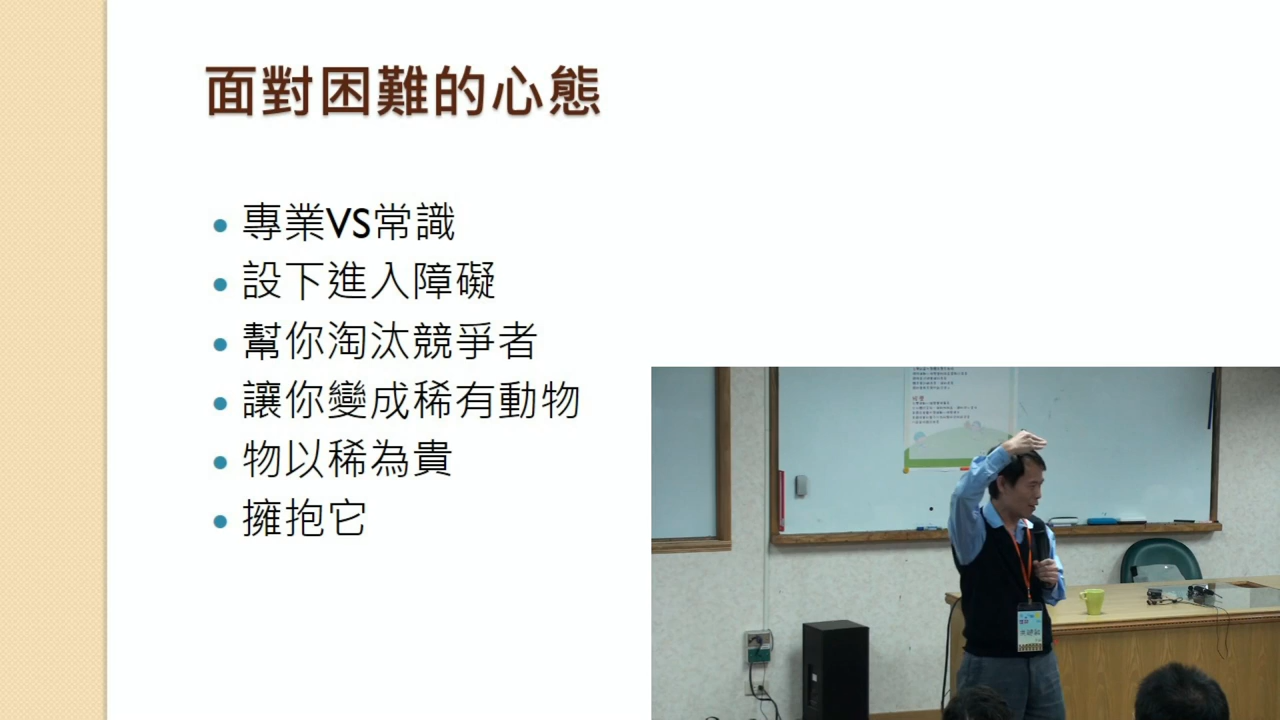 面對困難的心態
專業VS常識
設下進入障礙
幫你淘汰競爭者
讓你變成稀有動物
物以稀為貴
擁抱它